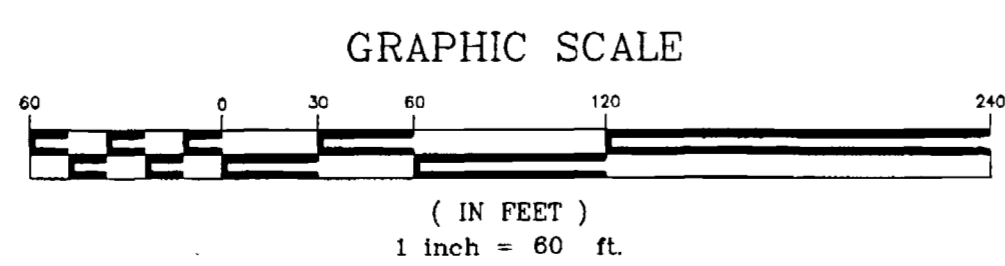 GRAPHIC SCALE
60 0 30 60 120 240
( IN FEET )
1 inch = 60 ft.